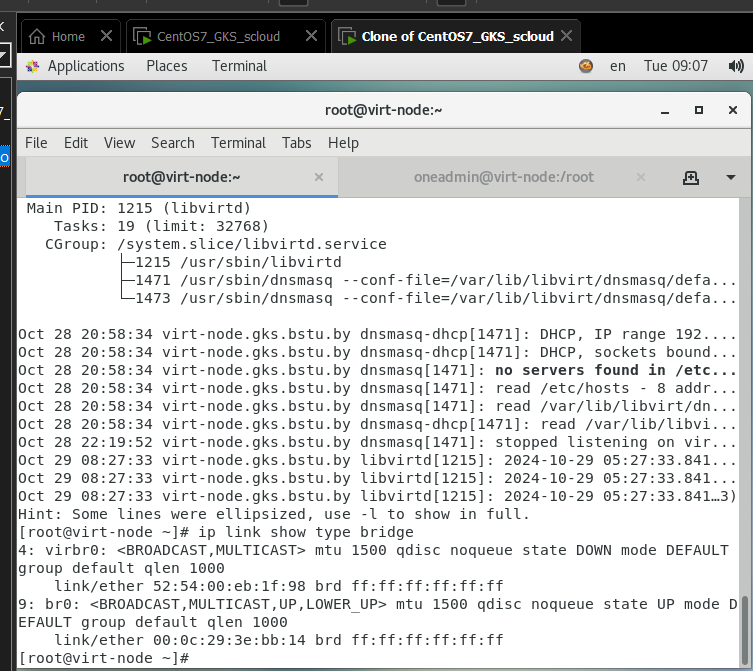 Home
CentOS7_GKS_scloud
Clone of CentOS7_GKS_scloud
Applications Places Terminal en Tue 09:07
root@virt-node:~
File Edit View Search Terminal Tabs Help
root@virt-node:~
oneadmin@virt-node:/root
Main PID: 1215 (libvirtd)
Tasks: 19 (limit: 32768)
CGroup: /system.slice/libvirtd.service
├─1215 /usr/sbin/libvirtd
├─1471 /usr/sbin/dnsmasq --conf-file=/var/lib/libvirt/dnsmasq/defa...
└─1473 /usr/sbin/dnsmasq --conf-file=/var/lib/libvirt/dnsmasq/defa...
Oct 28 20:58:34 virt-node.gks.bstu.by dnsmasq-dhcp[1471]: DHCP, IP range 192....
Oct 28 20:58:34 virt-node.gks.bstu.by dnsmasq-dhcp[1471]: DHCP, sockets bound...
Oct 28 20:58:34 virt-node.gks.bstu.by dnsmasq[1471]: no servers found in /etc...
Oct 28 20:58:34 virt-node.gks.bstu.by dnsmasq[1471]: read /etc/hosts - 8 addr...
Oct 28 20:58:34 virt-node.gks.bstu.by dnsmasq[1471]: read /var/lib/libvirt/dn...
Oct 28 20:58:34 virt-node.gks.bstu.by dnsmasq-dhcp[1471]: read /var/lib/libvi...
Oct 28 22:19:52 virt-node.gks.bstu.by dnsmasq[1471]: stopped listening on vir...
Oct 29 08:27:33 virt-node.gks.bstu.by libvirtd[1215]: 2024-10-29 05:27:33.841...
Oct 29 08:27:33 virt-node.gks.bstu.by libvirtd[1215]: 2024-10-29 05:27:33.841...
Oct 29 08:27:33 virt-node.gks.bstu.by libvirtd[1215]: 2024-10-29 05:27:33.841…3)
Hint: Some lines were ellipsized, use -l to show in full.
[root@virt-node ~]# ip link show type bridge
4: virbr0: <BROADCAST,MULTICAST> mtu 1500 qdisc noqueue state DOWN mode DEFAULT
group default qlen 1000
link/ether 52:54:00:eb:1f:98 brd ff:ff:ff:ff:ff:ff
9: br0: <BROADCAST,MULTICAST,UP,LOWER_UP> mtu 1500 qdisc noqueue state UP mode D
EFAULT group default qlen 1000
link/ether 00:0c:29:3e:bb:14 brd ff:ff:ff:ff:ff:ff
[root@virt-node ~]#